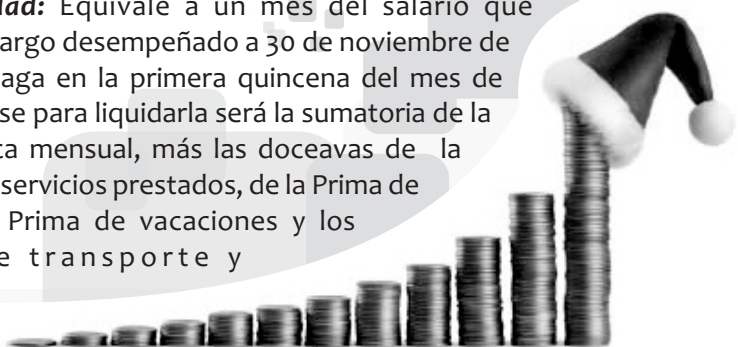 dad: Equivale a un mes del salario que
argo desempeñado a 30 de noviembre de
aga en la primera quincena del mes de
se para liquidarla será la sumatoria de la
ta mensual, más las doceavas de la
servicios prestados, de la Prima de
Prima de vacaciones y los
e transporte y